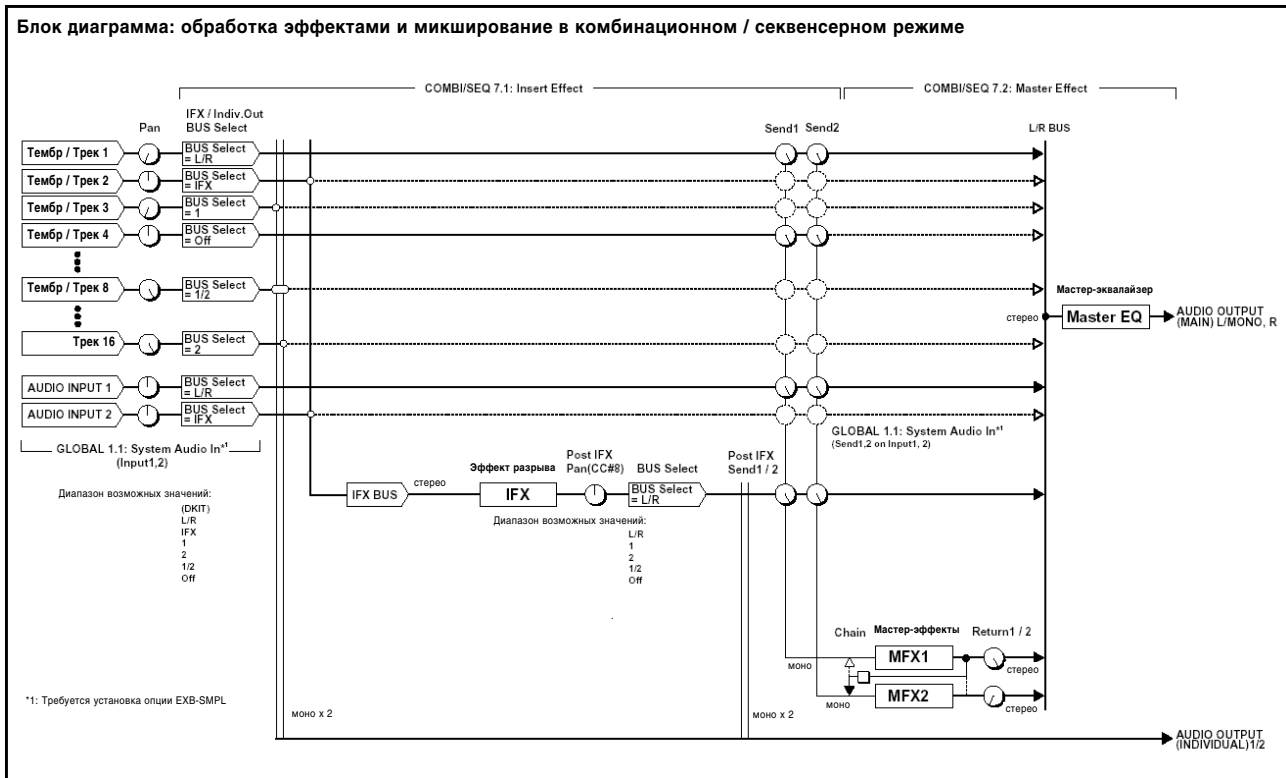 Блок диаграмма: обработка эффектами и микширование в комбинационном / секвенсерном режиме
COMBI/SEQ 7.1: Insert Effect
COMBI/SEQ 7.2: Master Effect
Pan
IFX / Indiv.Out
BUS Select
Send1 Send2
L/R BUS
Тембр / Трек 1
BUS Select
= L/R
Тембр / Трек 2
BUS Select
= IFX
Тембр / Трек 3
BUS Select
= 1
Тембр / Трек 4
BUS Select
= Off
Тембр / Трек 8
BUS Select
= 1/2
Трек 16
BUS Select
= 2
Мастер-эквалайзер
стерео
Master EQ
AUDIO OUTPUT
(MAIN) L/MONO, R
AUDIO INPUT 1
BUS Select
= L/R
AUDIO INPUT 2
BUS Select
= IFX
GLOBAL 1.1: System Audio In*1
(Input1,2)
GLOBAL 1.1: System Audio In*1
(Send1,2 on Input1, 2)
Диапазон возможных значений:
(DKIT)
L/R
IFX
1
2
1/2
Off
IFX BUS
стерео
Эффект разрыва
IFX
Post IFX
Pan(CC#8)
BUS Select
BUS Select
= L/R
Post IFX
Send1 / 2
Диапазон возможных значений:
L/R
1
2
1/2
Off
Chain
Мастер-эффекты
Return1 / 2
моно
MFX1
стерео
моно
MFX2
стерео
*1: Требуется установка опции EXB-SMPL
моно x 2
моно x 2
AUDIO OUTPUT
(INDIVIDUAL)1/2